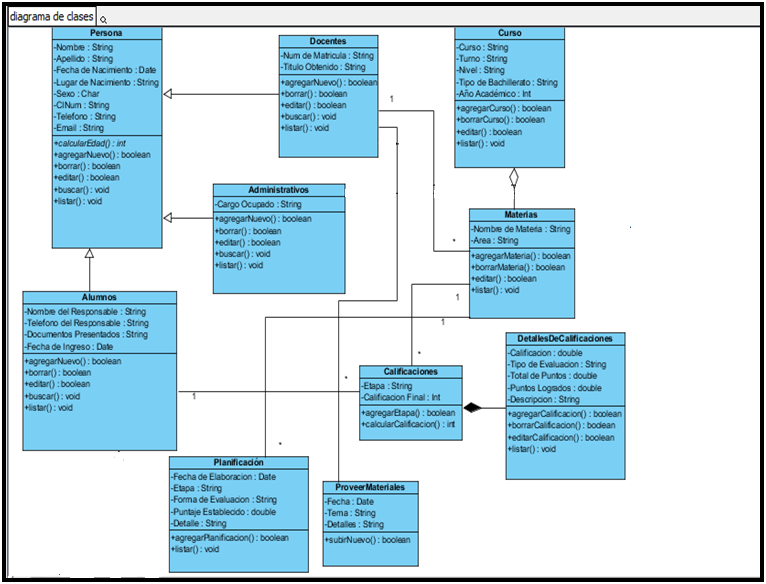 diagrama de clases
Persona
-Nombre : String
-Apellido : String
-Fecha de Nacimiento : Date
-Lugar de Nacimiento : String
-Sexo : Char
-CINum : String
-Telefono : String
-Email : String
+calcularEdad() : int
+agregarNuevo() : boolean
+borrar() : boolean
+editar() : boolean
+buscar() : void
+listar() : void
Docentes
-Num de Matricula : String
-Titulo Obtenido : String
+agregarNuevo() : boolean
+borrar() : boolean
+editar() : boolean
+buscar() : void
+listar() : void
1
Curso
-Curso : String
-Turno : String
-Nivel : String
-Tipo de Bachillerato : String
-Año Académico : Int
+agregarCurso() : boolean
+borrarCurso() : boolean
+editar() : boolean
+listar() : void
Administrativos
-Cargo Ocupado : String
+agregarNuevo() : boolean
+borrar() : boolean
+editar() : boolean
+buscar() : void
+listar() : void
Materias
-Nombre de Materia : String
-Area : String
+agregarMateria() : boolean
+borrarMateria() : boolean
+editar() : boolean
+listar() : void
*
1
1
Alumnos
-Nombre del Responsable : String
-Telefono del Responsable : String
-Documentos Presentados : String
-Fecha de Ingreso : Date
+agregarNuevo() : boolean
+borrar() : boolean
+editar() : boolean
+buscar() : void
+listar() : void
1
*
*
Calificaciones
-Etapa : String
-Calificacion Final : Int
+agregarEtapa() : boolean
+calcularCalificacion() : int
DetallesDeCalificaciones
-Calificacion : double
-Tipo de Evaluacion : String
-Total de Puntos : double
-Puntos Logrados : double
-Descripcion : String
+agregarCalificacion() : boolean
+borrarCalificacion() : boolean
+editarCalificacion() : boolean
+listar() : void
*
Planificación
-Fecha de Elaboracion : Date
-Etapa : String
-Forma de Evaluacion : String
-Puntaje Establecido : double
-Detalle : String
+agregarPlanificacion() : boolean
+listar() : void
ProveerMateriales
-Fecha : Date
-Tema : String
-Detalles : String
+subirNuevo() : boolean